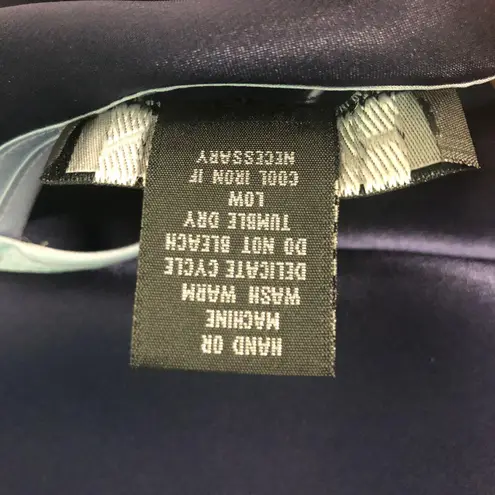 HAND OR
MACHINE
WASH WARM
DELICATE CYCLE
DO NOT BLEACH
TUMBLE DRY
LOW
COOL IRON IF
NECESSARY